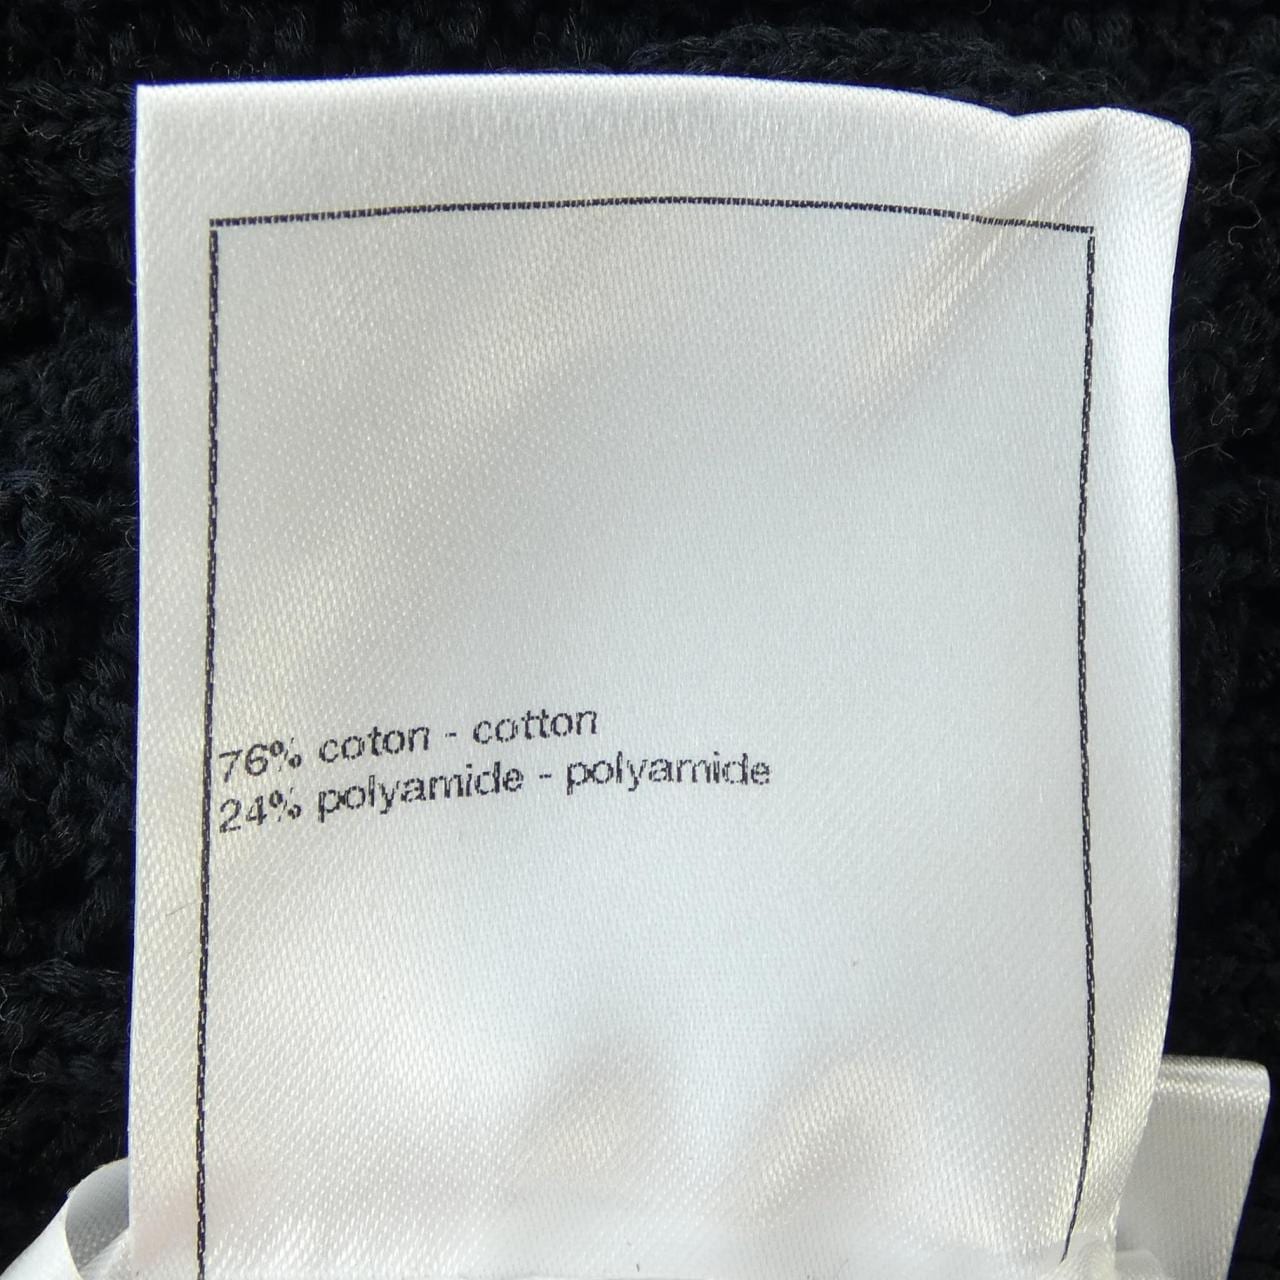 76% coton - cotton
24% polyamide - polyamide